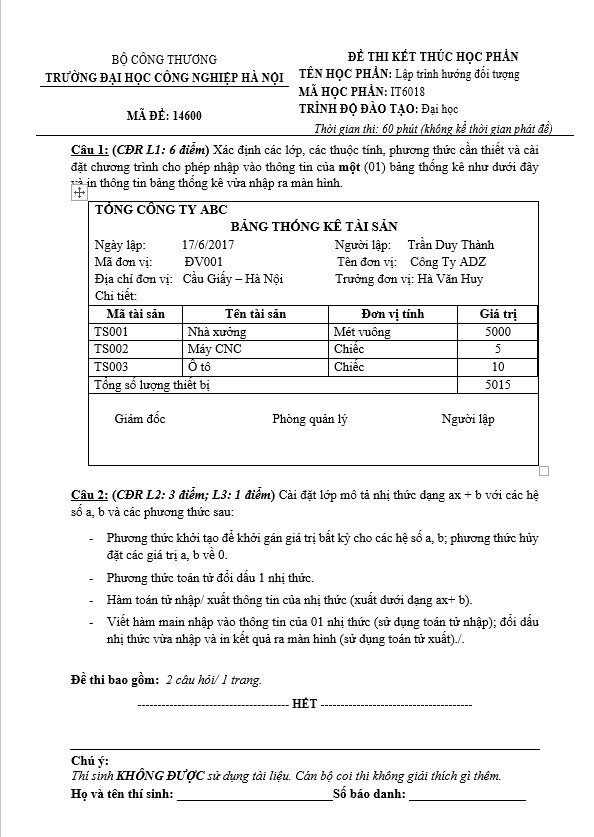 BỘ CÔNG THƯƠNG
TRƯỜNG ĐẠI HỌC CÔNG NGHIỆP HÀ NỘI
MÃ ĐỀ: 14600
ĐỀ THI KẾT THÚC HỌC PHẦN
TÊN HỌC PHẦN: Lập trình hướng đối tượng
MÃ HỌC PHẦN: IT6018
TRÌNH ĐỘ ĐÀO TẠO: Đại học
Thời gian thi: 60 phút (không kể thời gian phát đề)
Câu 1: (CĐR L1: 6 điểm) Xác định các lớp, các thuộc tính, phương thức cần thiết và cài
đặt chương trình cho phép nhập vào thông tin của một (01) bảng thống kê như dưới đây
và in thông tin bảng thống kê vừa nhập ra màn hình.
TỔNG CÔNG TY ABC
BẢNG THỐNG KÊ TÀI SẢN
Ngày lập: 17/6/2017 Người lập: Trần Duy Thành
Mã đơn vị: ĐV001 Tên đơn vị: Công Ty ADZ
Địa chỉ đơn vị: Cầu Giấy – Hà Nội Trưởng đơn vị: Hà Văn Huy
Chi tiết:
Mã tài sản Tên tài sản Đơn vị tính Giá trị
TS001 Nhà xưởng Mét vuông 5000
TS002 Máy CNC Chiếc 5
TS003 Ô tô Chiếc 10
Tổng số lượng thiết bị 5015
Giám đốc Phòng quản lý Người lập
Câu 2: (CĐR L2: 3 điểm; L3: 1 điểm) Cài đặt lớp mô tả nhị thức dạng ax + b với các hệ
số a, b và các phương thức sau:
- Phương thức khởi tạo để khởi gán giá trị bất kỳ cho các hệ số a, b; phương thức hủy
đặt các giá trị a, b về 0.
- Phương thức toán tử đổi dấu 1 nhị thức.
- Hàm toán tử nhập/ xuất thông tin của nhị thức (xuất dưới dạng ax+ b).
- Viết hàm main nhập vào thông tin của 01 nhị thức (sử dụng toán tử nhập); đổi dấu
nhị thức vừa nhập và in kết quả ra màn hình (sử dụng toán tử xuất)./.
Đề thi bao gồm: 2 câu hỏi/ 1 trang.
-------------------------------------- HẾT --------------------------------------
Chú ý:
Thí sinh KHÔNG ĐƯỢC sử dụng tài liệu. Cán bộ coi thi không giải thích gì thêm.
Họ và tên thí sinh: ________________________Số báo danh: __________________